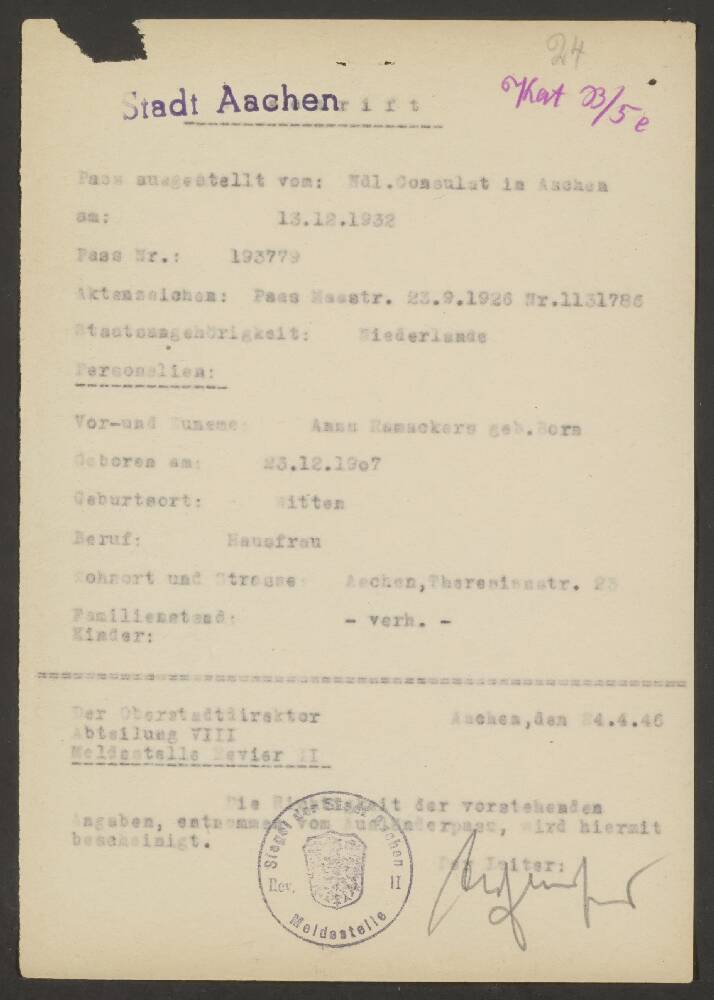 24
Kat B/5e
Stadt Aachen
Pass ausgestellt vom: Ndl.Consulat in Aachen
am: 13.12.1932
Pass Nr.: 193779
Aktenzeichen: Pass Maastr. 23.9.1926 Nr.1131786
Staatsangehörigkeit: Niederlande
Personalien:
Vor-und Zuname: Anna Ramackers geb.Born
Geboren am: 23.12.19o7
Geburtsort: Witten
Beruf: Hausfrau
Wohnort und Strasse: Aachen,Theresienstr. 23
Familienstand: - verh. -
Kinder:
Der Oberstadtdirektor Aachen,den 24.4.46
Abteilung VIII
Meldestelle Revier II
Die Richtigkeit der vorstehenden
Angaben, entnommen vom Ausländerpass, wird hiermit
bescheinigt.
Der Leiter:
Siegel der Stadt Aachen
Rev. II
Meldestelle